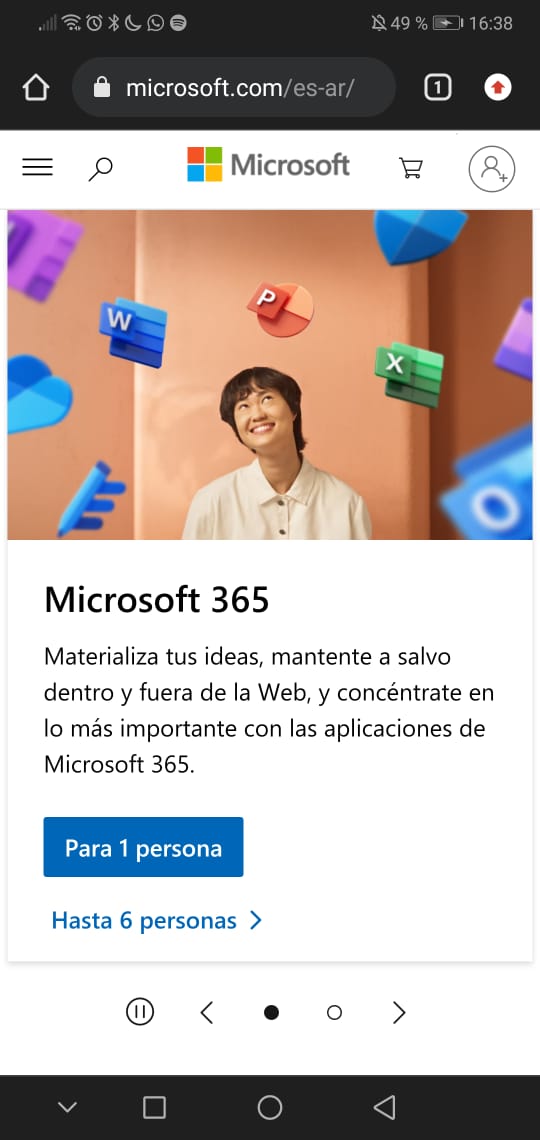 49 % 16:38
microsoft.com/es-ar/
1
Microsoft
W
P
X
O
Microsoft 365
Materializa tus ideas, mantente a salvo
dentro y fuera de la Web, y concéntrate en
lo más importante con las aplicaciones de
Microsoft 365.
Para 1 persona
Hasta 6 personas